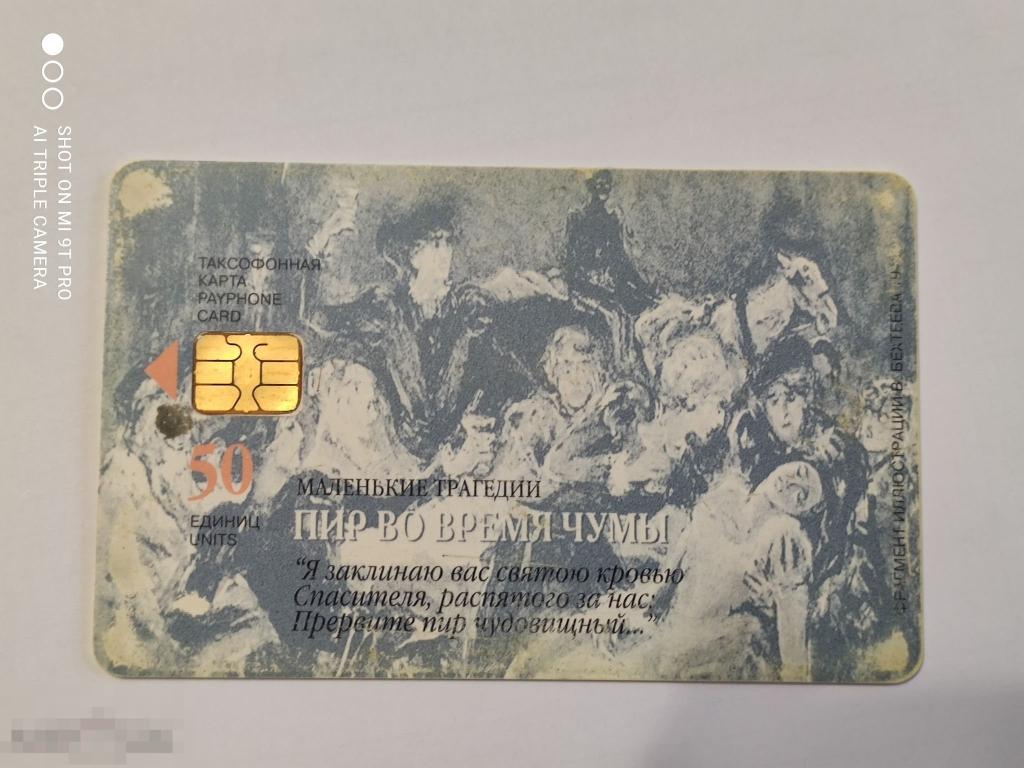 SHOT ON MI 9T PRO
AI TRIPLE CAMERA
ТАКСОФОННАЯ
КАРТА
PAYPHONE
CARD
50
ЕДИНИЦ
UNITS
МАЛЕНЬКИЕ ТРАГЕДИИ
ПИР ВО ВРЕМЯ ЧУМЫ
“Я заклинаю вас святою кровью
Спасителя, распятого за нас:
Прервите пир чудовищный...”
ФРАГМЕНТ ИЛЛЮСТРАЦИИ В. БЕХТЕЕВА